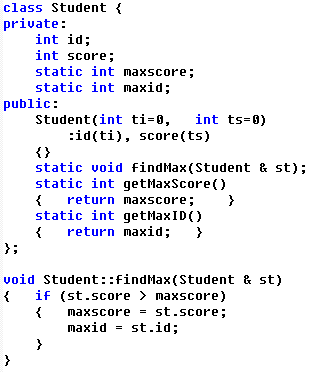 class Student {
private:
    int id;
    int score;
    static int maxscore;
    static int maxid;
public:
    Student(int ti=0,   int ts=0)
        :id(ti), score(ts)
    {}
    static void findMax(Student & st);
    static int getMaxScore()
    {   return maxscore;    }
    static int getMaxID()
    {   return maxid;   }
};

void Student::findMax(Student & st)
{   if (st.score > maxscore)
    {   maxscore = st.score;
        maxid = st.id;
    }
}